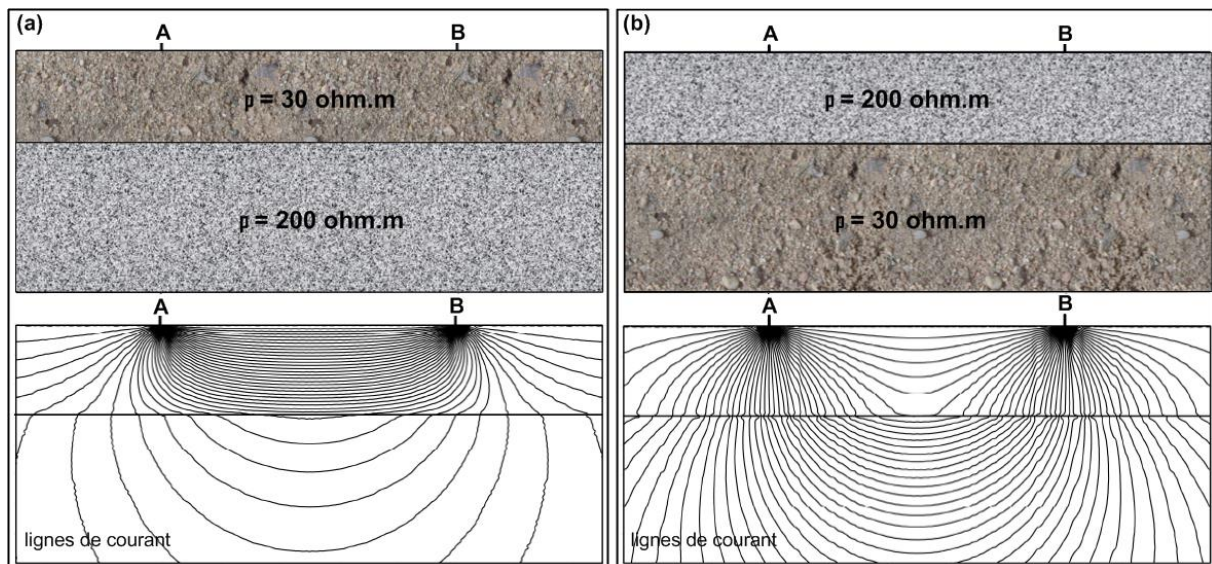 (a)
A B
ρ = 30 ohm.m
ρ = 200 ohm.m
A B
lignes de courant
(b)
A B
ρ = 200 ohm.m
ρ = 30 ohm.m
A B
lignes de courant